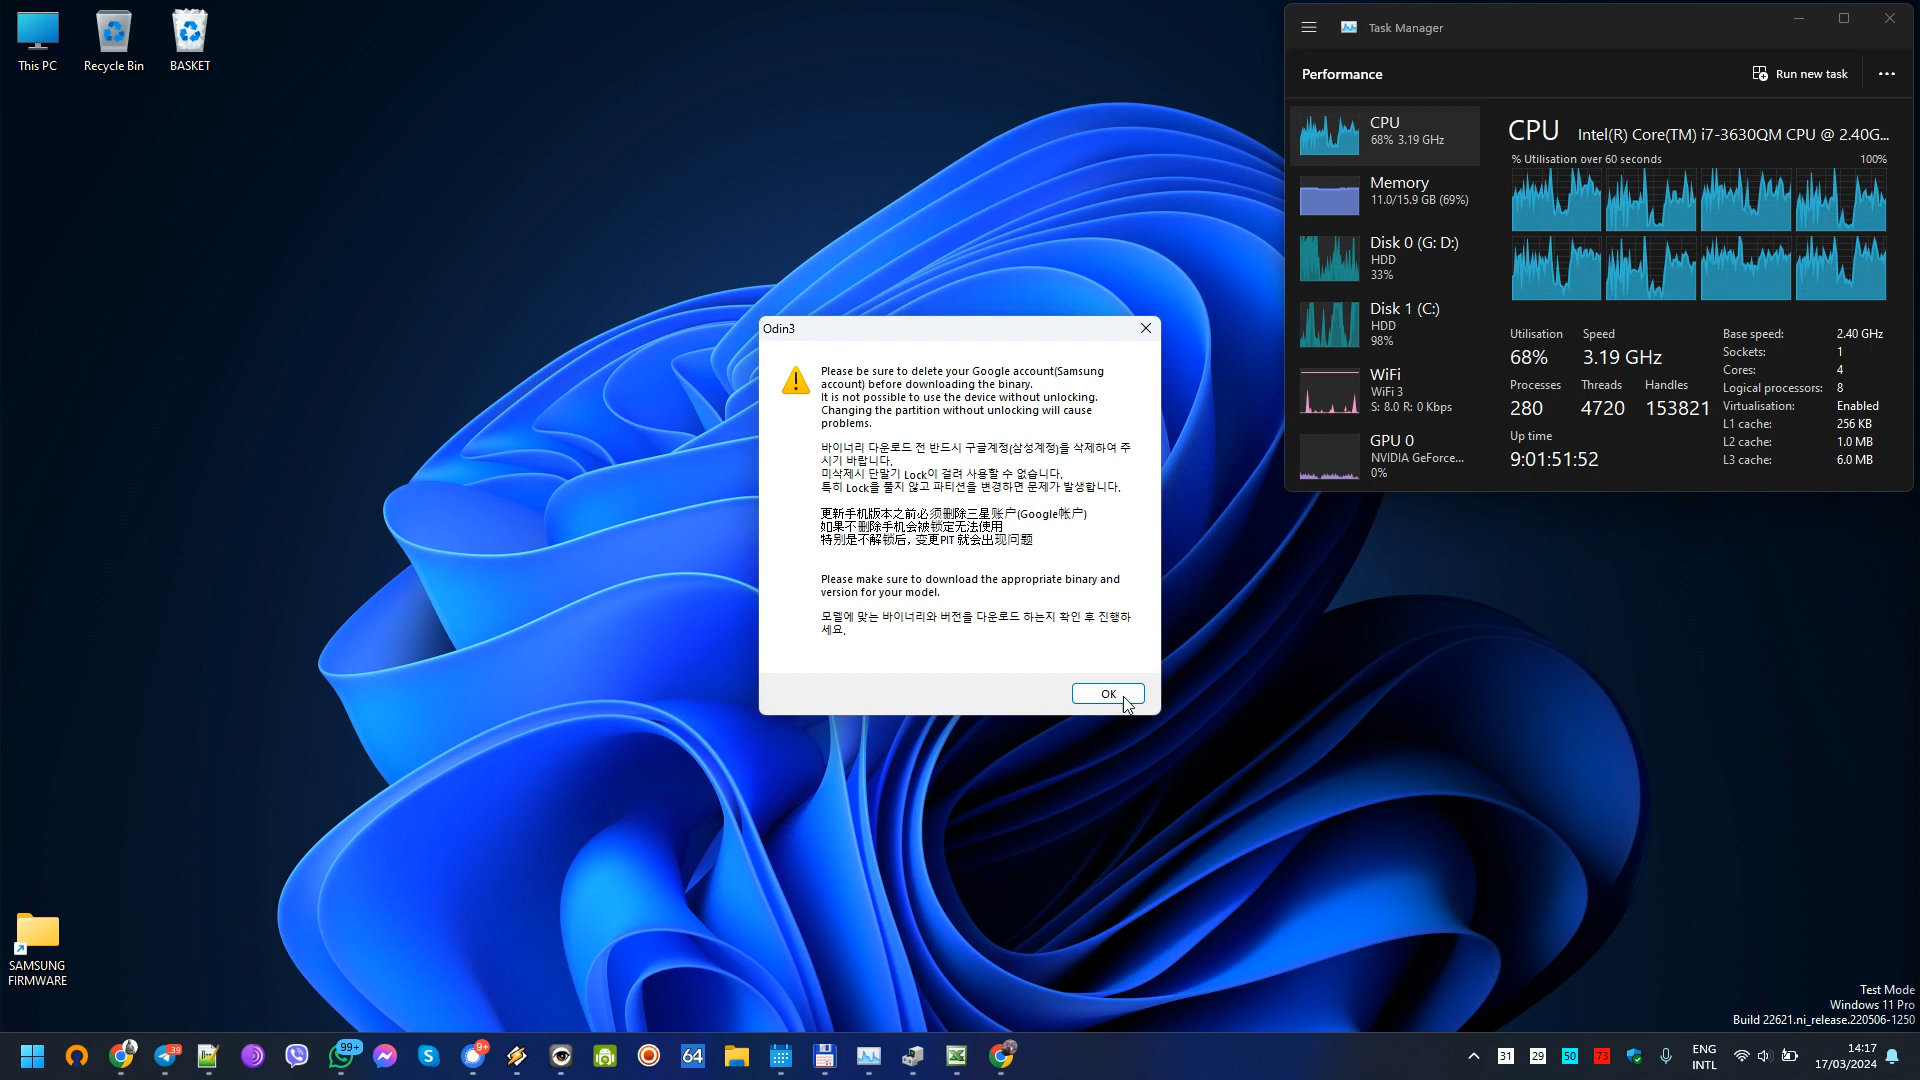 This PC
Recycle Bin
BASKET
Task Manager
Performance
Run new task
CPU
68% 3.19 GHz
Memory
11.0/15.9 GB (69%)
Disk 0 (G: D:)
HDD
33%
Disk 1 (C:)
HDD
98%
WiFi
WiFi 3
S: 8.0 R: 0 Kbps
GPU 0
NVIDIA GeForce...
0%
CPU Intel(R) Core(TM) i7-3630QM CPU @ 2.40G...
% Utilisation over 60 seconds 100%
Utilisation Speed
68% 3.19 GHz
Processes Threads Handles
280 4720 153821
Up time
9:01:51:52
Base speed: 2.40 GHz
Sockets: 1
Cores: 4
Logical processors: 8
Virtualisation: Enabled
L1 cache: 256 KB
L2 cache: 1.0 MB
L3 cache: 6.0 MB
Odin3
Please be sure to delete your Google account(Samsung
account) before downloading the binary.
It is not possible to use the device without unlocking.
Changing the partition without unlocking will cause
problems.
바이너리 다운로드 전 반드시 구글계정(삼성계정)을 삭제하여 주
시기 바랍니다.
미삭제시 단말기 Lock이 걸려 사용할 수 없습니다.
특히 Lock을 풀지 않고 파티션을 변경하면 문제가 발생합니다.
更新手机版本之前必须删除三星账户(Google帐户)
如果不删除手机会被锁定无法使用
特别是不解锁后, 变更PIT 就会出现问题
Please make sure to download the appropriate binary and
version for your model.
모델에 맞는 바이너리와 버전을 다운로드 하는지 확인 후 진행하
세요.
OK
SAMSUNG
FIRMWARE
Test Mode
Windows 11 Pro
Build 22621.ni_release.220506-1250
39
99+
9+
64
31
29
50
73
ENG
INTL
14:17
17/03/2024